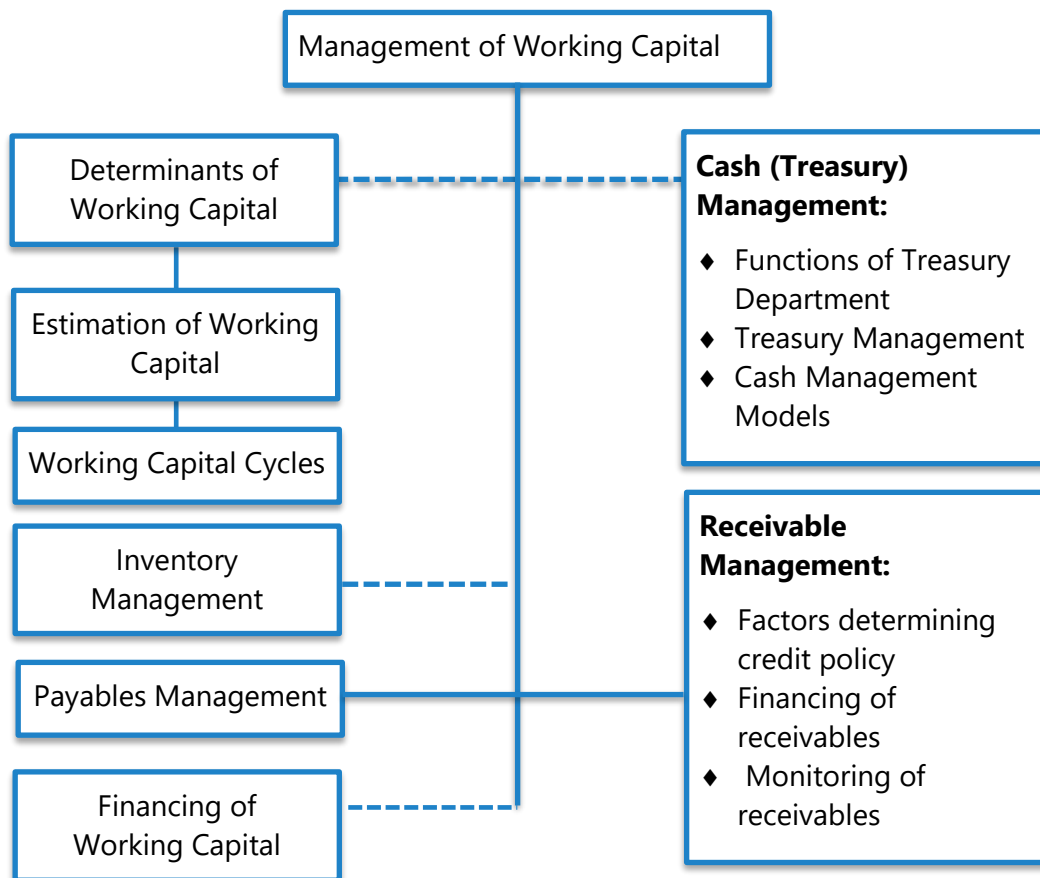 Management of Working Capital
Determinants of
Working Capital
Estimation of Working
Capital
Working Capital Cycles
Inventory
Management
Payables Management
Financing of
Working Capital
Cash (Treasury)
Management:
♦ Functions of Treasury
Department
♦ Treasury Management
♦ Cash Management
Models
Receivable
Management:
♦ Factors determining
credit policy
♦ Financing of
receivables
♦ Monitoring of
receivables